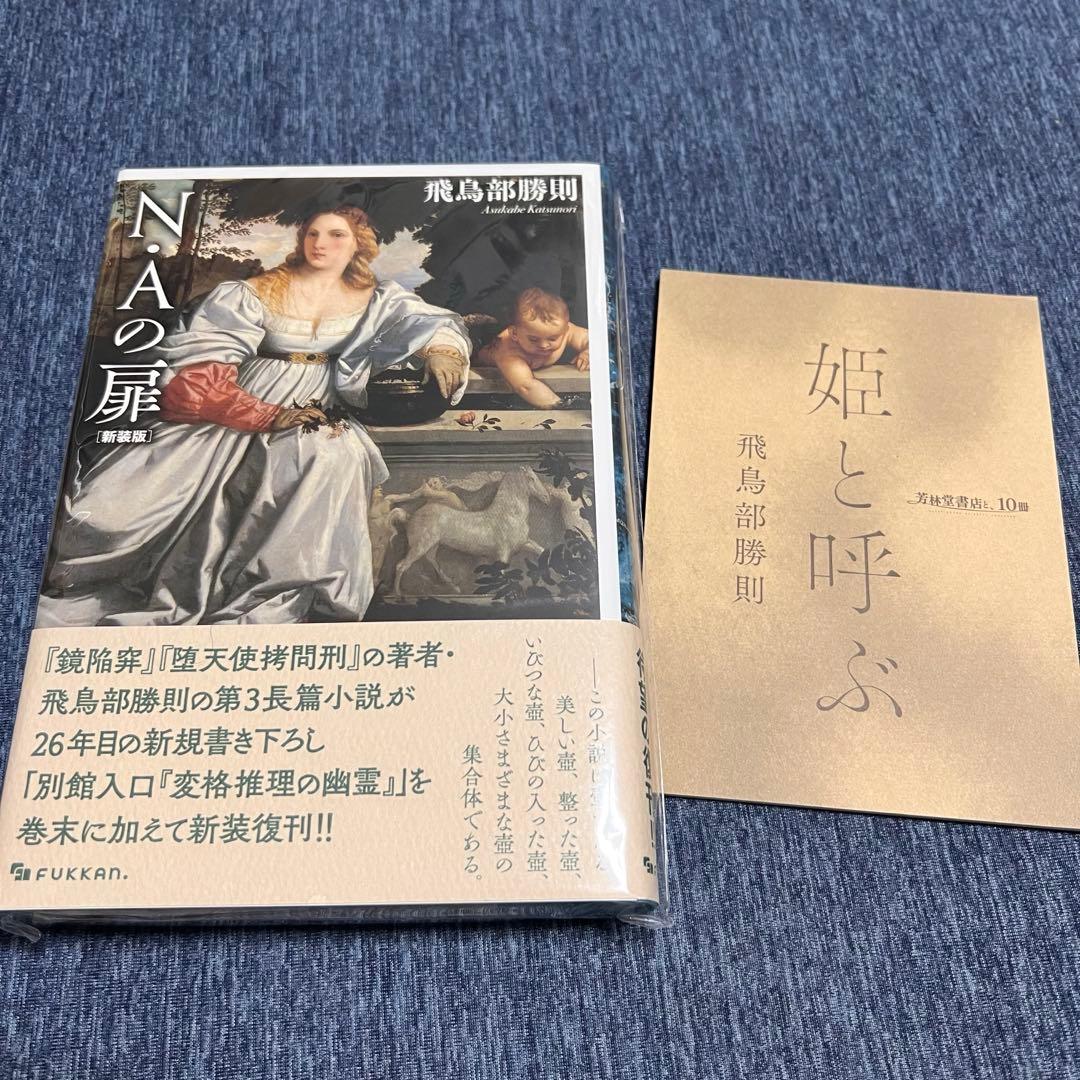 飛鳥部勝則
Asukabe Katsunori
N・Aの扉
[新装版]
『鏡陥穽』『堕天使拷問刑』の著者・
飛鳥部勝則の第3長篇小説が
26年目の新規書き下ろし
「別館入口『変格推理の幽霊』」を
巻末に加えて新装復刊!!
FUKKAN.
――この小説は
美しい壺、整った壺、
いびつな壺、ひびの入った壺、
大小さまざまな壺の
集合体である。
姫と呼ぶ
飛鳥部勝則
芳林堂書店と、10冊